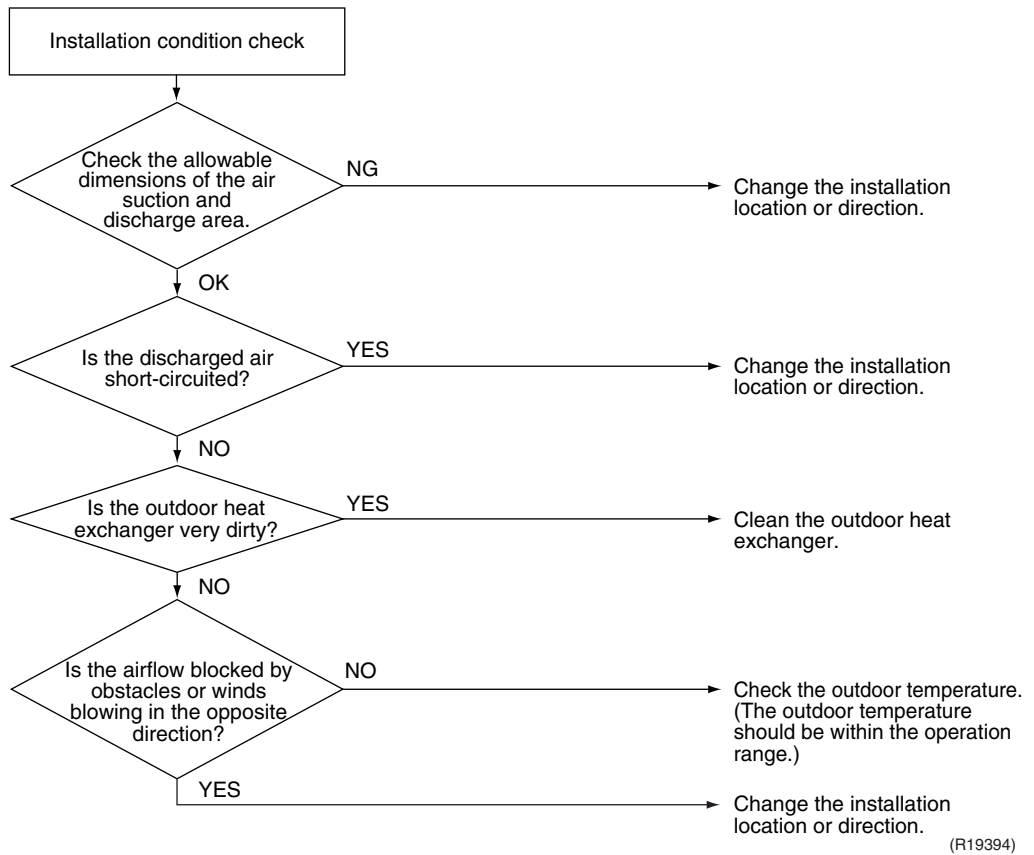 Installation condition check
Check the allowable
dimensions of the air
suction and
discharge area.
NG
Change the installation
location or direction.
OK
Is the discharged air
short-circuited?
YES
Change the installation
location or direction.
NO
Is the outdoor heat
exchanger very dirty?
YES
Clean the outdoor heat
exchanger.
NO
Is the airflow blocked by
obstacles or winds
blowing in the opposite
direction?
NO
Check the outdoor temperature.
(The outdoor temperature
should be within the operation
range.)
YES
Change the installation
location or direction.
(R19394)